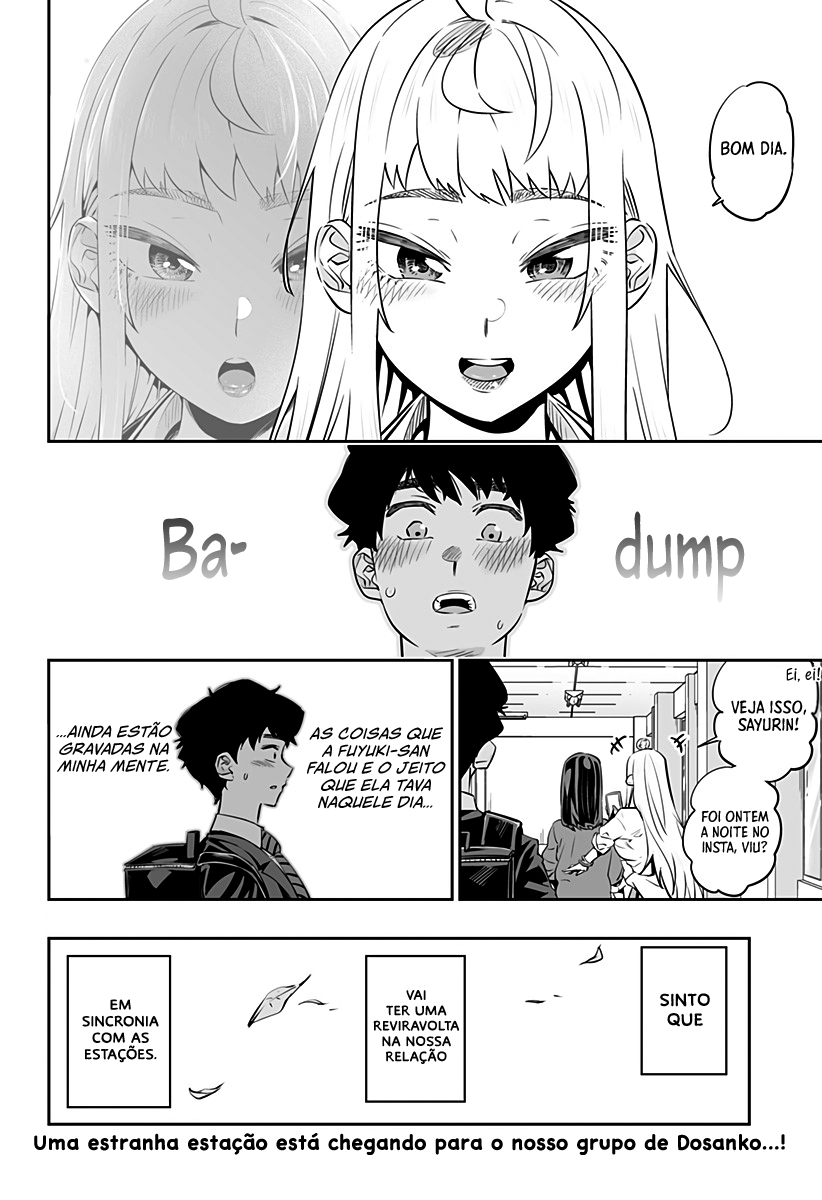 BOM DIA.
Ba-
dump
Ei, ei!
VEJA ISSO,
SAYURIN!
FOI ONTEM
A NOITE NO
INSTA, VIU?
AS COISAS QUE
A FUYUKI-SAN
FALOU E O JEITO
QUE ELA TAVA
NAQUELE DIA...
...AINDA ESTÃO
GRAVADAS NA
MINHA MENTE.
SINTO
QUE
VAI
TER UMA
REVIRAVOLTA
NA NOSSA
RELAÇÃO
EM
SINCRONIA
COM AS
ESTAÇÕES.
Uma estranha estação está chegando para o nosso grupo de Dosanko...!